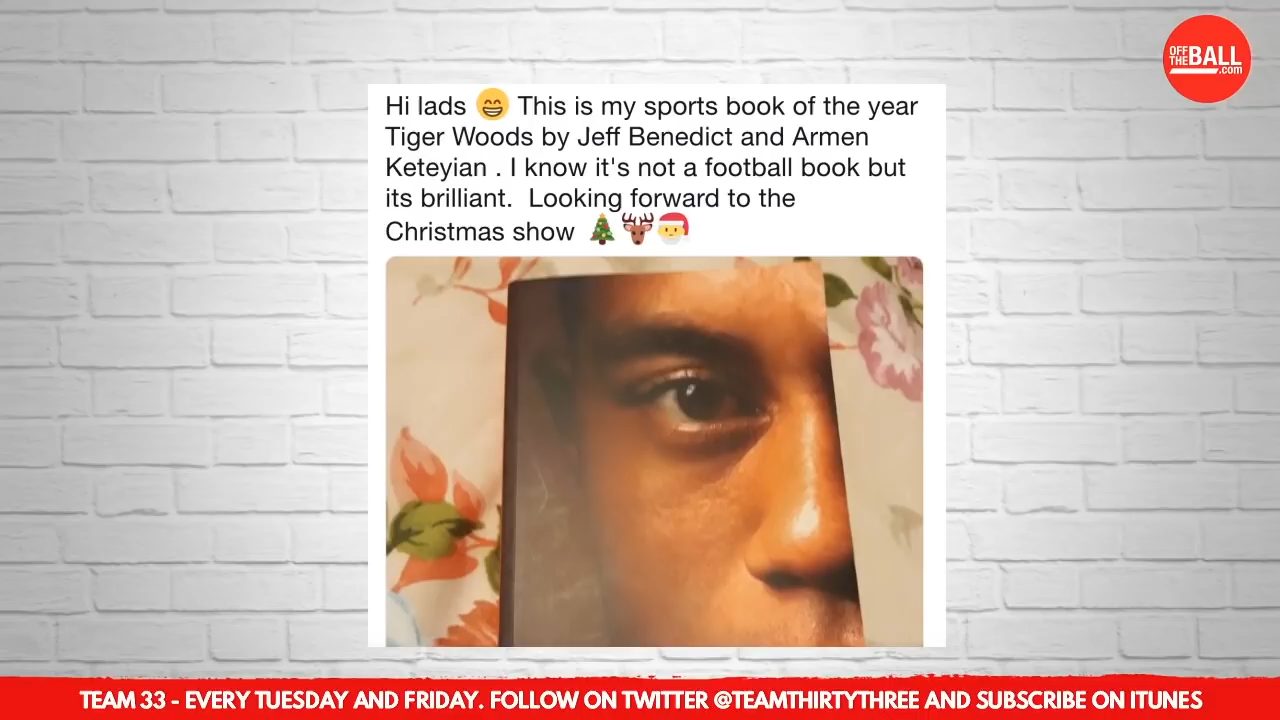 OFF
THE BALL
.com
Hi lads 😁 This is my sports book of the year
Tiger Woods by Jeff Benedict and Armen
Keteyian . I know it's not a football book but
its brilliant.  Looking forward to the
Christmas show 🎄🦌🎅
TEAM 33 - EVERY TUESDAY AND FRIDAY. FOLLOW ON TWITTER @TEAMTHIRTYTHREE AND SUBSCRIBE ON ITUNES